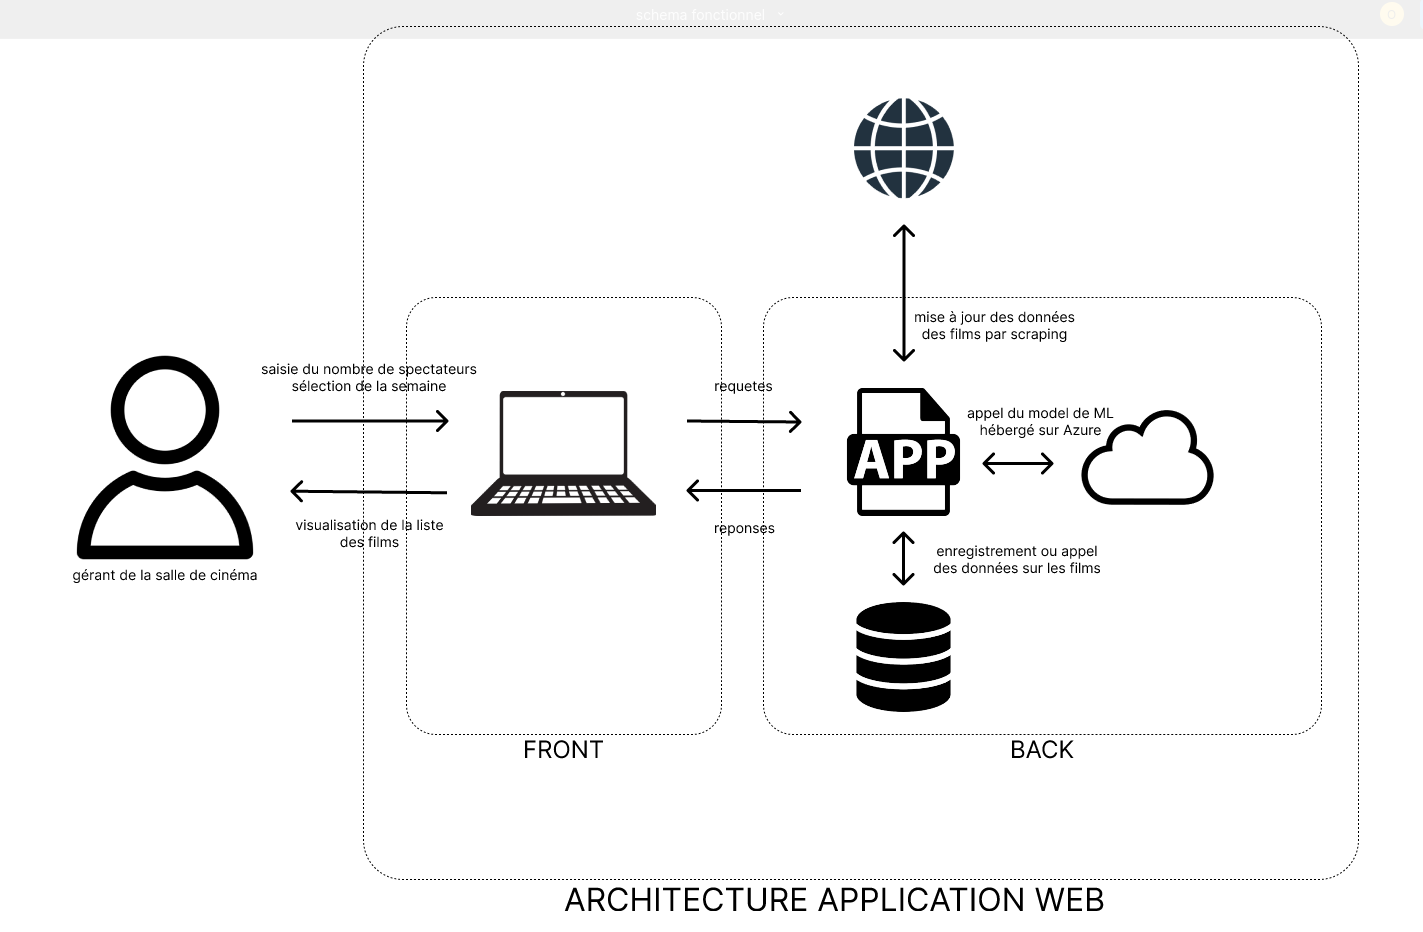 schema fonctionnel
mise à jour des données
des films par scraping
saisie du nombre de spectateurs
sélection de la semaine
requetes
appel du model de ML
hébergé sur Azure
APP
visualisation de la liste
des films
reponses
enregistrement ou appel
des données sur les films
gérant de la salle de cinéma
FRONT
BACK
ARCHITECTURE APPLICATION WEB